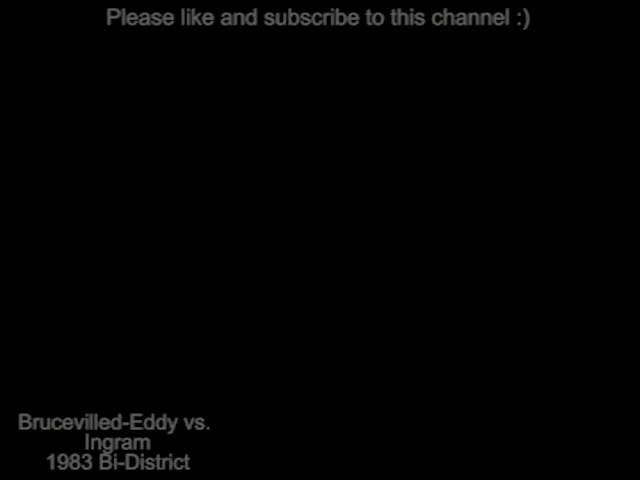 Please like and subscribe to this channel :)
Brucevilled-Eddy vs.
Ingram
1983 Bi-District